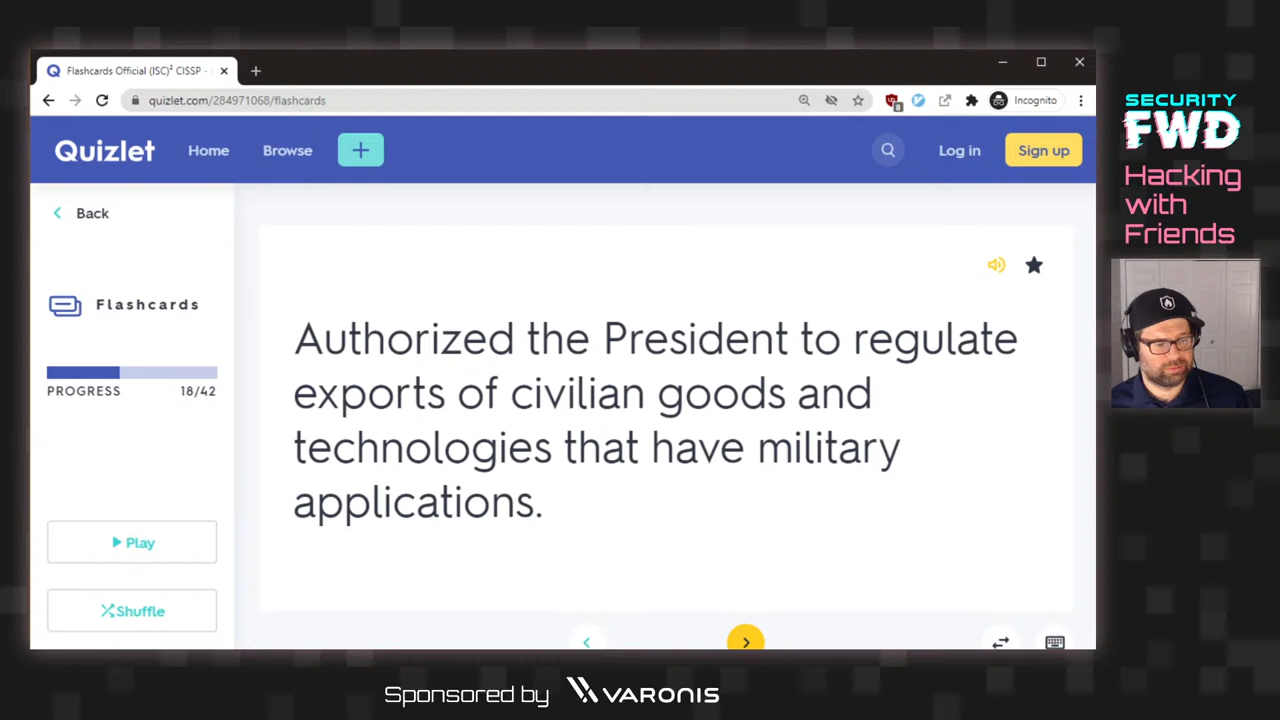 Flashcards Official (ISC)² CISSP -
quizlet.com/284971068/flashcards
8
Incognito
Quizlet
Home
Browse
Log in
Sign up
Back
Flashcards
PROGRESS 18/42
Play
Shuffle
Authorized the President to regulate
exports of civilian goods and
technologies that have military
applications.
SECURITY
FWD
Hacking
with
Friends
Sponsored by VARONIS